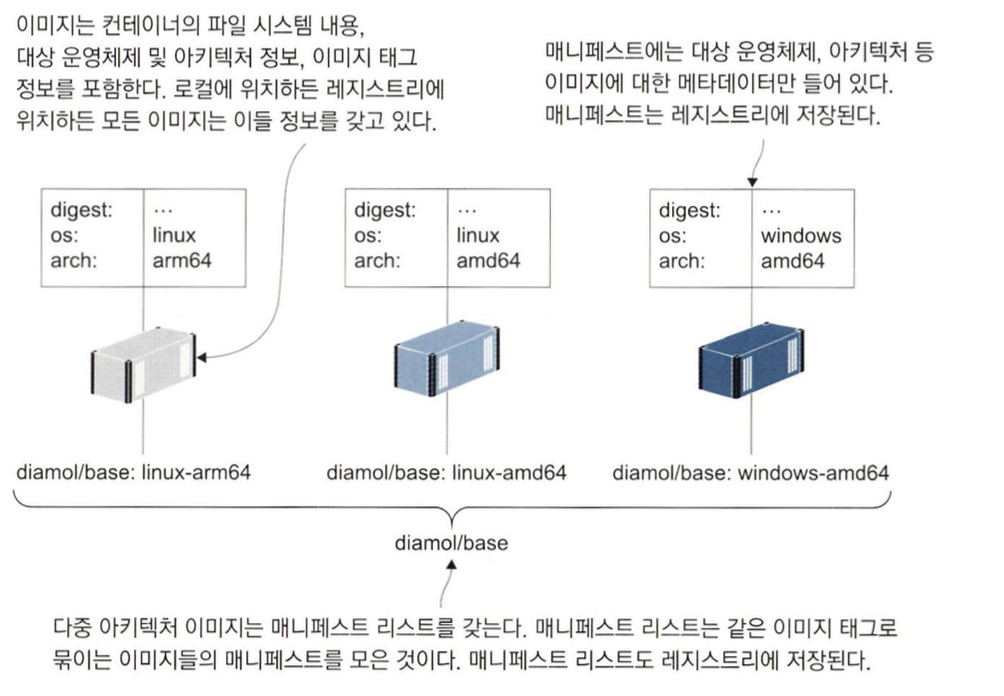 이미지는 컨테이너의 파일 시스템 내용,
대상 운영체제 및 아키텍처 정보, 이미지 태그
정보를 포함한다. 로컬에 위치하든 레지스트리에
위치하든 모든 이미지는 이들 정보를 갖고 있다.
매니페스트에는 대상 운영체제, 아키텍처 등
이미지에 대한 메타데이터만 들어 있다.
매니페스트는 레지스트리에 저장된다.
digest: ...
os: linux
arch: arm64
digest: ...
os: linux
arch: amd64
digest: ...
os: windows
arch: amd64
diamol/base: linux-arm64
diamol/base: linux-amd64
diamol/base: windows-amd64
diamol/base
다중 아키텍처 이미지는 매니페스트 리스트를 갖는다. 매니페스트 리스트는 같은 이미지 태그로
묶이는 이미지들의 매니페스트를 모은 것이다. 매니페스트 리스트도 레지스트리에 저장된다.